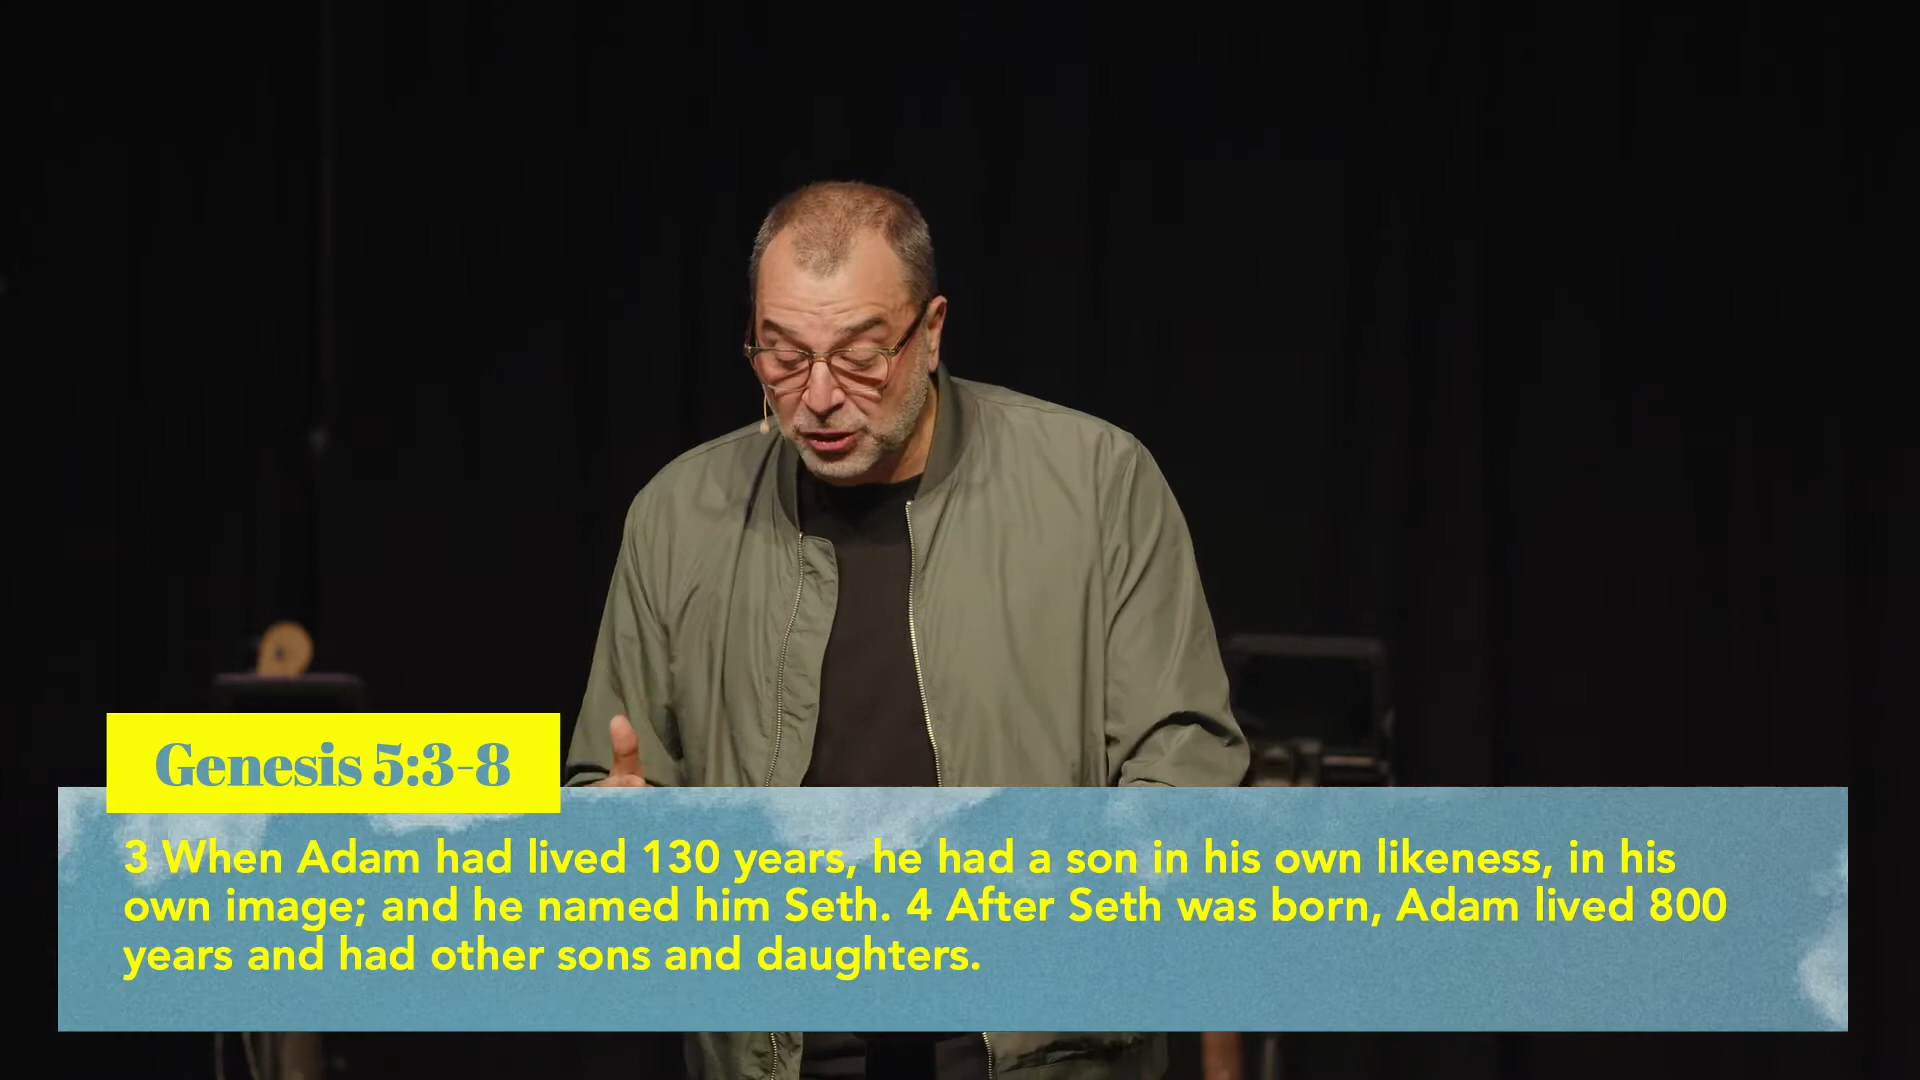 Genesis 5:3-8
3 When Adam had lived 130 years, he had a son in his own likeness, in his
own image; and he named him Seth. 4 After Seth was born, Adam lived 800
years and had other sons and daughters.